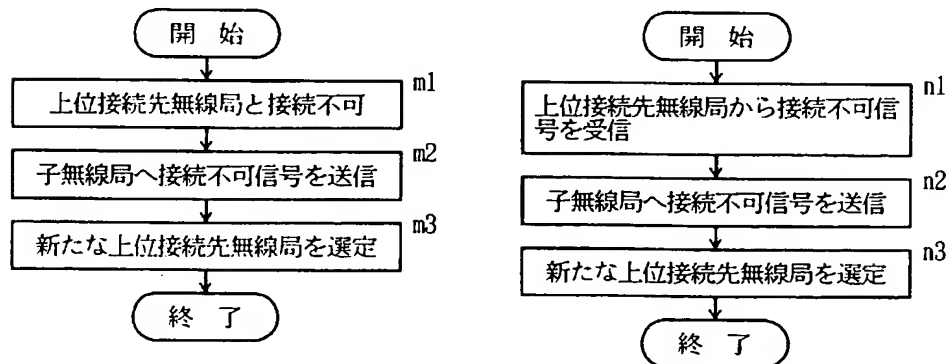 開 始
上位接続先無線局と接続不可
m1
子無線局へ接続不可信号を送信
m2
新たな上位接続先無線局を選定
m3
終 了
開 始
上位接続先無線局から接続不可信
号を受信
n1
子無線局へ接続不可信号を送信
n2
新たな上位接続先無線局を選定
n3
終 了